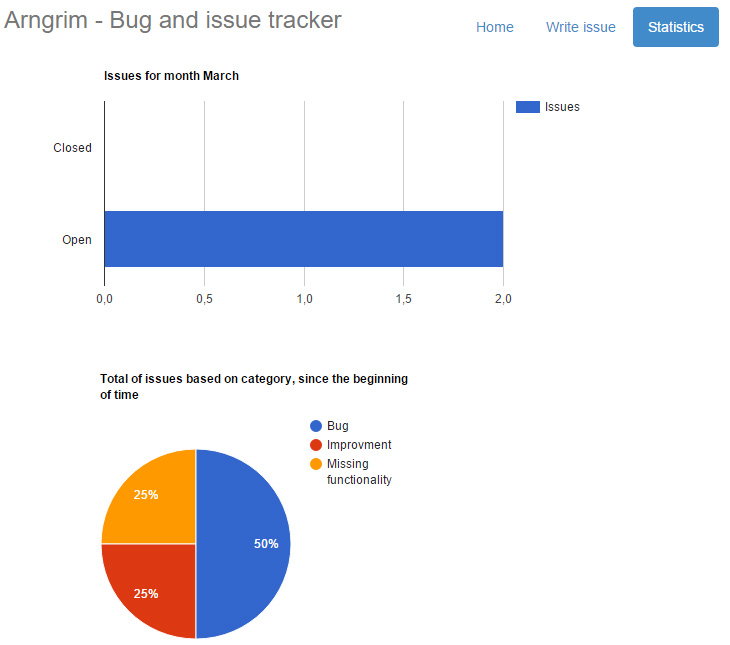 Arngrim - Bug and issue tracker
Home
Write issue
Statistics
Issues for month March
Issues
Closed
Open
0,0
0,5
1,0
1,5
2,0
Total of issues based on category, since the beginning
of time
Bug
Improvment
Missing
functionality
25%
50%
25%